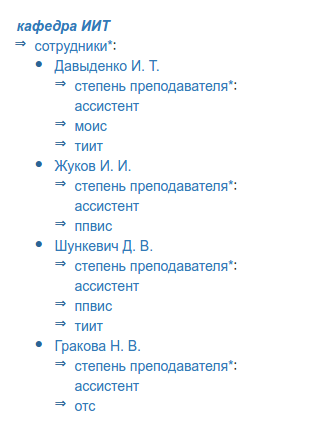 кафедра ИИТ
⇒ сотрудники*:
• Давыденко И. Т.
⇒ степень преподавателя*:
ассистент
⇒ моис
⇒ тиит
• Жуков И. И.
⇒ степень преподавателя*:
ассистент
⇒ ппвис
• Шункевич Д. В.
⇒ степень преподавателя*:
ассистент
⇒ ппвис
⇒ тиит
• Гракова Н. В.
⇒ степень преподавателя*:
ассистент
⇒ отс